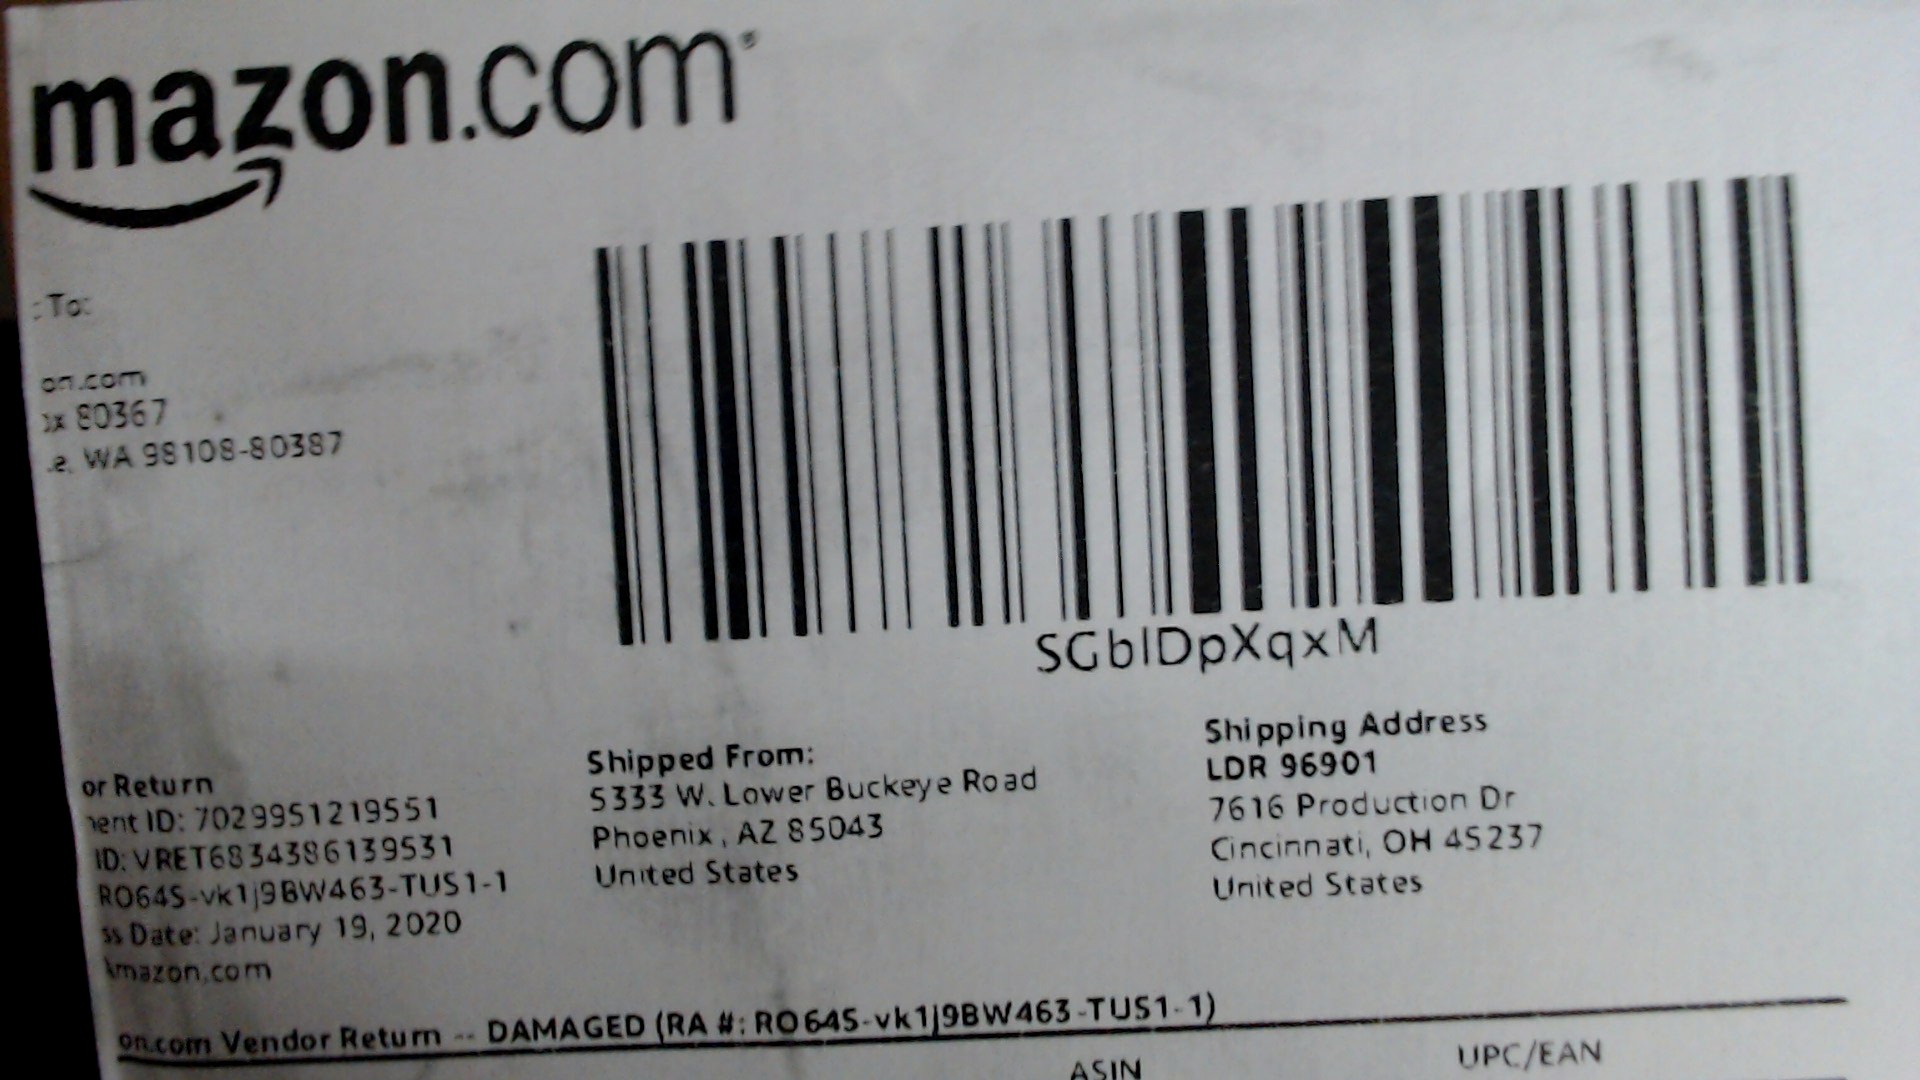 mazon.com
To:
on.com
80367
WA 98108-80387
SGblDpXqxM
or Return
ent ID: 7029951219551
ID: VRET6834386139531
RO64S-vk1j9BW463-TUS1-1
ss Date: January 19, 2020
Amazon.com
Shipped From:
5333 W. Lower Buckeye Road
Phoenix, AZ 85043
United States
Shipping Address
LDR 96901
7616 Production Dr
Cincinnati, OH 45237
United States
on.com Vendor Return -- DAMAGED (RA #: RO64S-vk1j9BW463-TUS1-1)
ASIN
UPC/EAN